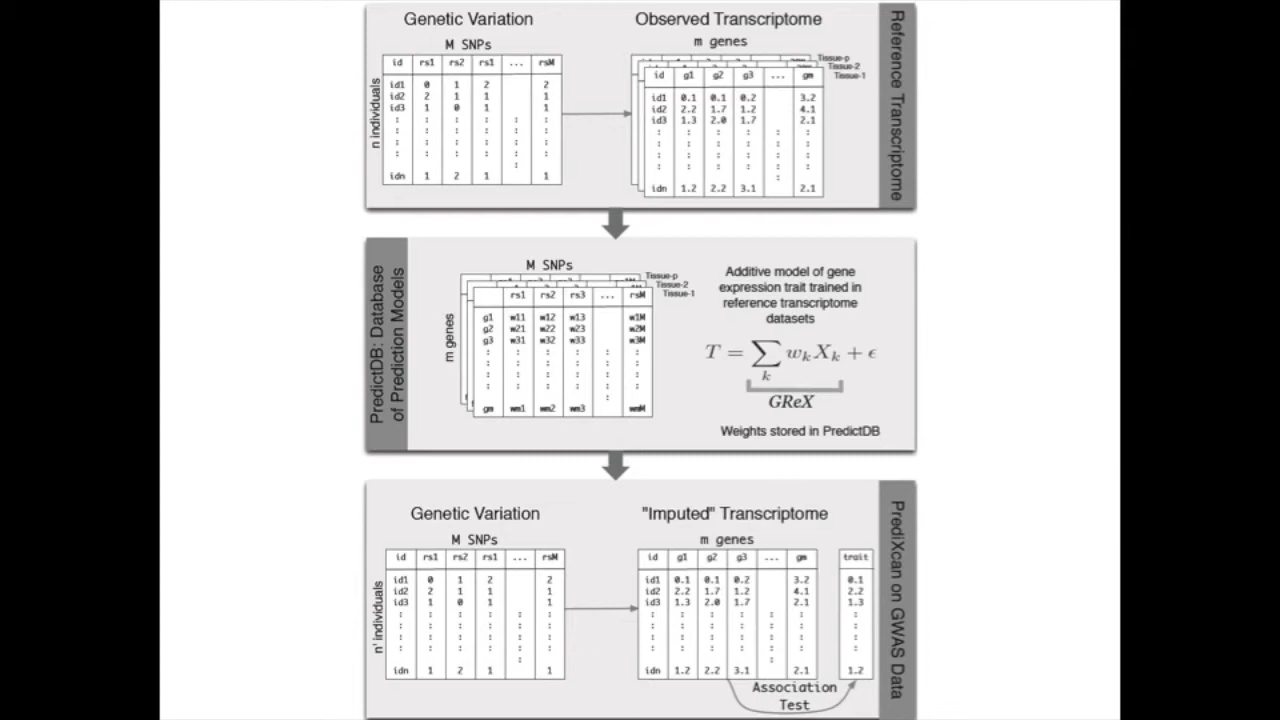 Genetic Variation
Observed Transcriptome
Reference Transcriptome
M SNPs
m genes
n individuals
Tissue-p
Tissue-2
Tissue-1
id rs1 rs2 rs1 ... rsM
id1 0 1 2 2
id2 2 1 1 1
id3 1 0 1 1
: : : : : :
: : : : : :
: : : : : :
: : : : : :
:
idn 1 2 1 1
id g1 g2 g3 ... gm
id1 0.1 0.1 0.2 3.2
id2 2.2 1.7 1.2 4.1
id3 1.3 2.0 1.7 2.1
: : : : : :
: : : : : :
: : : : : :
: : : : : :
:
idn 1.2 2.2 3.1 2.1
PredictDB: Database
of Prediction Models
M SNPs
m genes
Tissue-p
Tissue-2
Tissue-1
rs1 rs2 rs3 ... rsM
g1 w11 w12 w13 w1M
g2 w21 w22 w23 w2M
g3 w31 w32 w33 w3M
: : : : : :
: : : : : :
: : : : : :
: : : : : :
:
gm wm1 wm2 wm3 wmM
Additive model of gene
expression trait trained in
reference transcriptome
datasets
T = ∑ₖ wₖXₖ + ϵ
GReX
Weights stored in PredictDB
Genetic Variation
"Imputed" Transcriptome
PrediXcan on GWAS Data
M SNPs
m genes
n' individuals
id rs1 rs2 rs1 ... rsM
id1 0 1 2 2
id2 2 1 1 1
id3 1 0 1 1
: : : : : :
: : : : : :
: : : : : :
: : : : : :
:
idn 1 2 1 1
id g1 g2 g3 ... gm trait
id1 0.1 0.1 0.2 3.2 0.1
id2 2.2 1.7 1.2 4.1 2.2
id3 1.3 2.0 1.7 2.1 1.3
: : : : : : :
: : : : : : :
: : : : : : :
: : : : : : :
:
idn 1.2 2.2 3.1 2.1 1.2
Association
Test